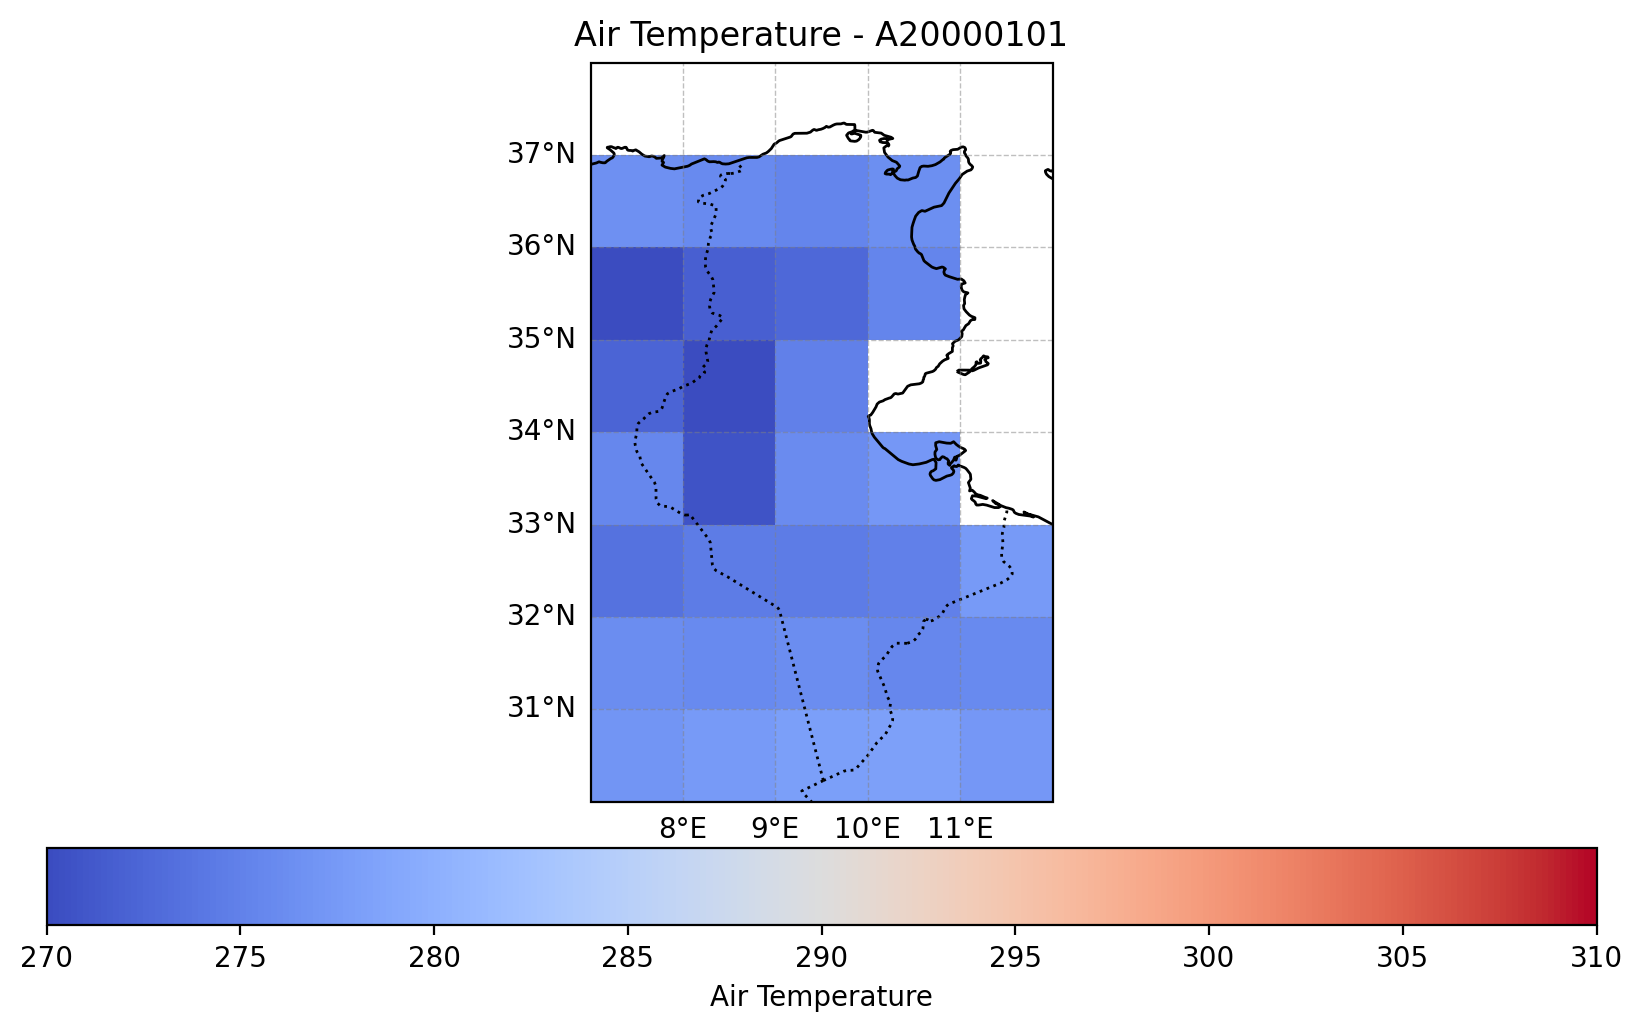 Air Temperature - A20000101
37°N
36°N
35°N
34°N
33°N
32°N
31°N
8°E 9°E 10°E 11°E
270 275 280 285 290 295 300 305 310
Air Temperature